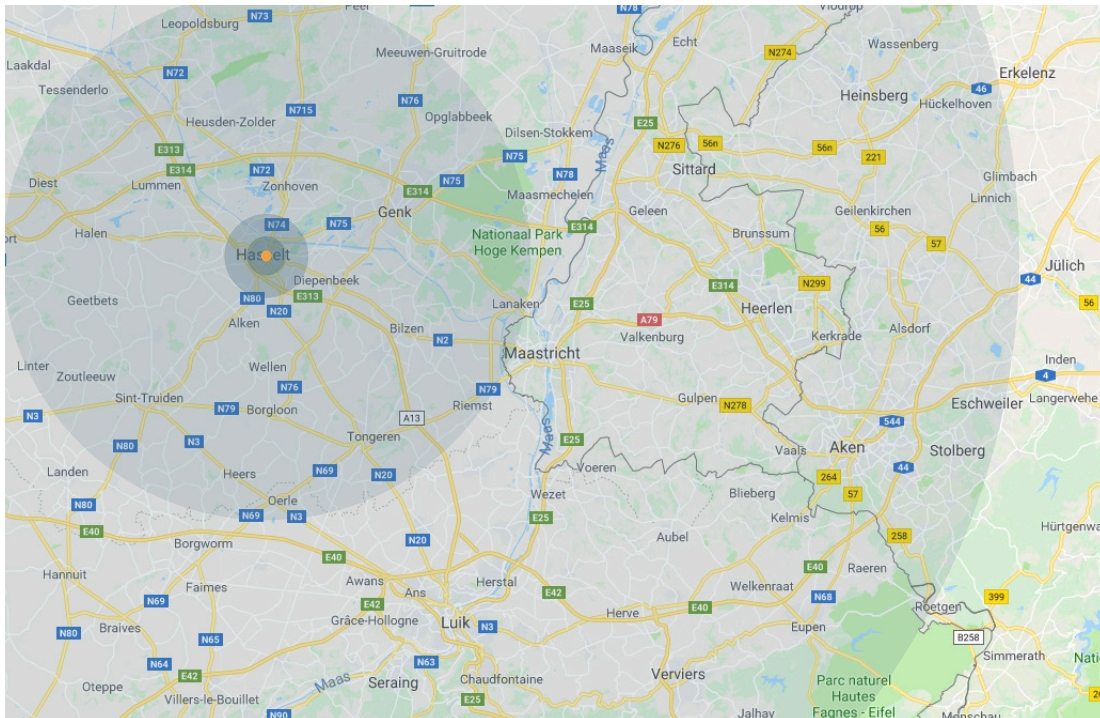 N73
Peer
N78
Vlodrop
Leopoldsburg
Echt
Wassenberg
Meeuwen-Gruitrode
Maaseik
N274
Laakdal
N72
Erkelenz
Tessenderlo
46
Heinsberg
Hückelhoven
N76
N715
Opglabbeek
Heusden-Zolder
E25
Dilsen-Stokkem
56n
N276
56n
E313
N75
Maas
221
E314
N72
N78
Sittard
Glimbach
Diest
Lummen
Zonhoven
N75
E314
Maasmechelen
Linnich
Genk
Geleen
Geilenkirchen
N74
N75
E314
56
Halen
Nationaal Park
Hoge Kempen
Brunssum
57
Hasselt
Jülich
Diepenbeek
44
E314
N299
N80
E313
Geetbets
Lanaken
E25
56
N20
Heerlen
Alken
A79
Bilzen
Alsdorf
N2
Valkenburg
Kerkrade
Maastricht
Inden
Linter
Wellen
Zoutleeuw
4
N76
N79
Sint-Truiden
Gulpen
Langerwehe
Eschweiler
N79
Borgloon
Riemst
N278
N3
A13
544
Maas
Tongeren
N3
E25
N80
Aken
Vaals
Stolberg
Landen
Heers
N69
N20
Voeren
44
264
Wezet
Blieberg
57
Oerle
N80
N69
N3
E25
Kelmis
Hürtgenwa
E40
Aubel
258
Borgworm
N20
E40
E40
Raeren
Hannuit
Awans
Herstal
Welkenraat
Faimes
Ans
E42
N68
399
N69
E42
E40
Roetgen
Grâce-Hollogne
Herve
Braives
Luik
N3
Eupen
N80
N65
B258
N64
N63
Simmerath
E42
Verviers
Parc naturel
Hautes
Fagnes - Eifel
Oteppe
Maas
Seraing
Chaudfontaine
Villers-le-Bouillet
E25
N90
Jalhay
Menschau